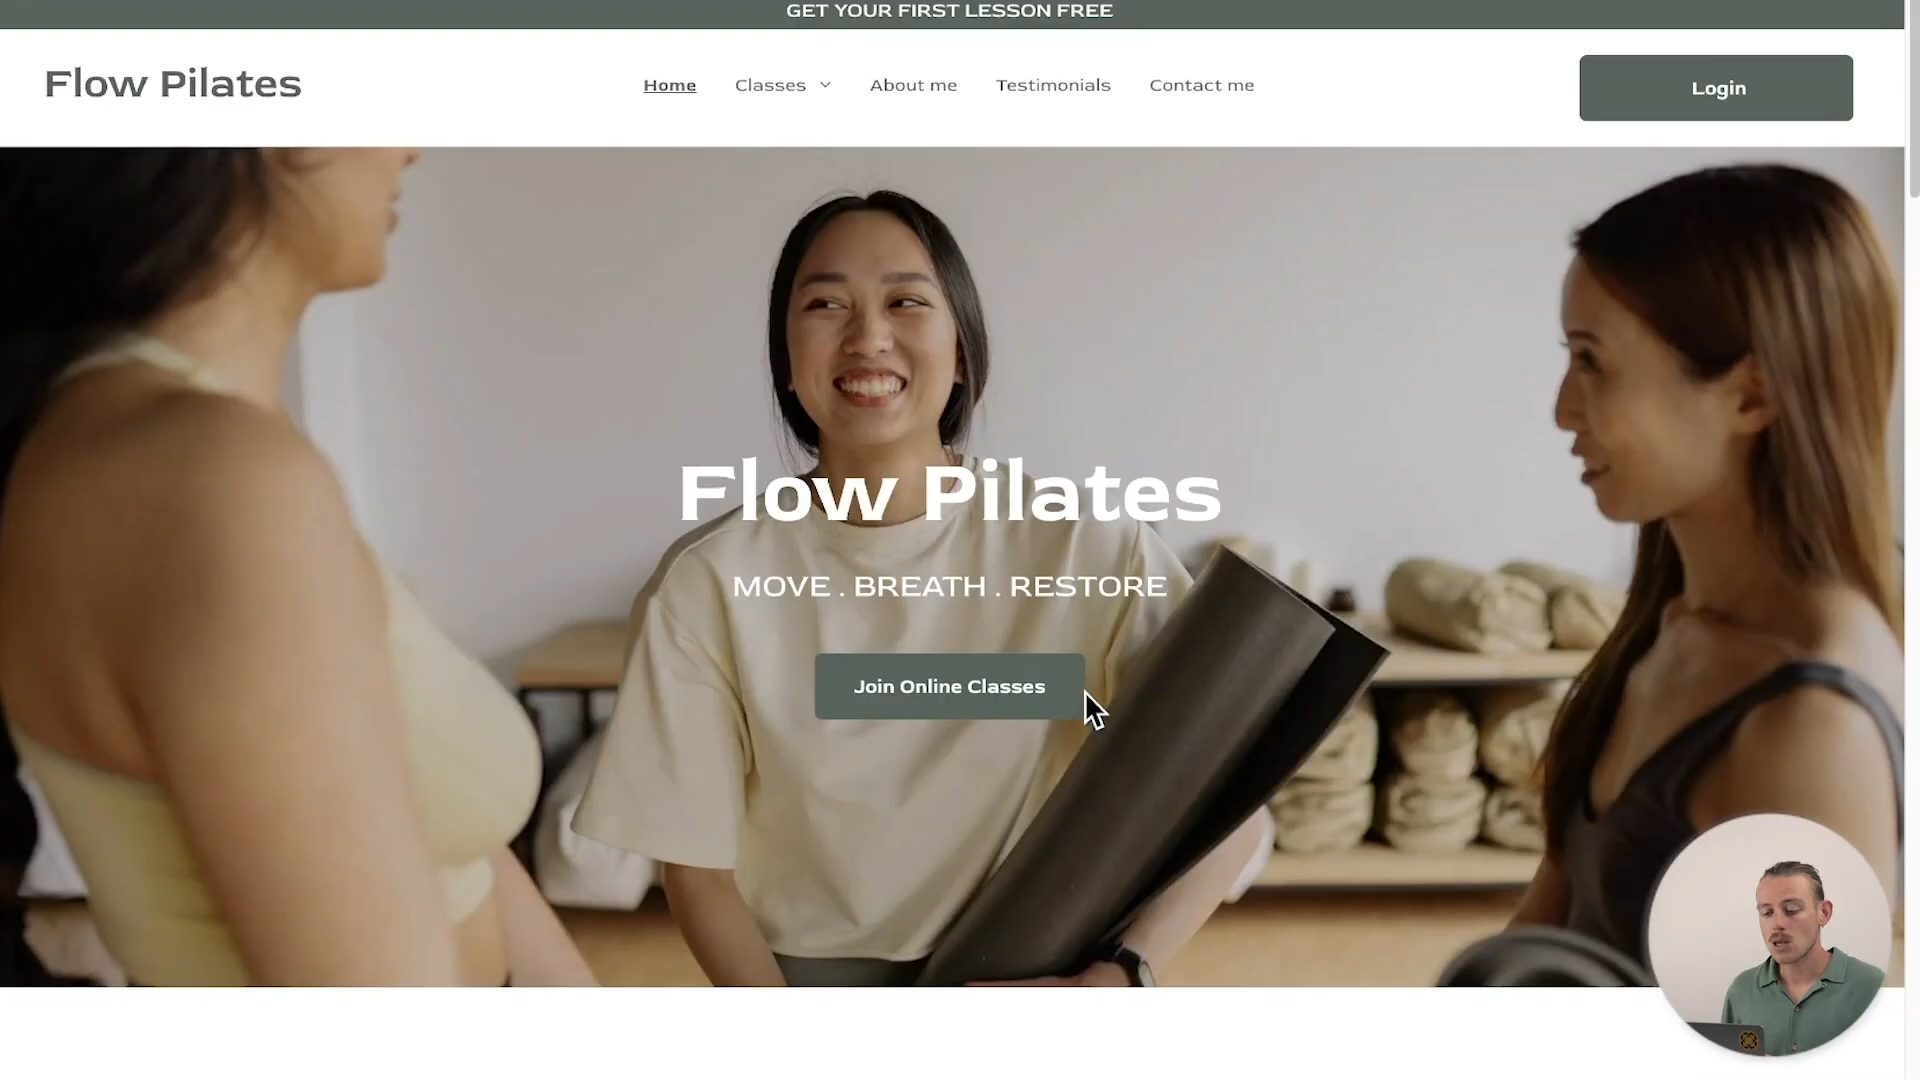 GET YOUR FIRST LESSON FREE
Flow Pilates
Home
Classes
About me
Testimonials
Contact me
Login
Flow Pilates
MOVE . BREATH . RESTORE
Join Online Classes